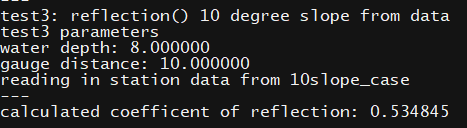 ---
test3: reflection() 10 degree slope from data
test3 parameters
water depth: 8.000000
gauge distance: 10.000000
reading in station data from 10slope_case
---
calculated coefficent of reflection: 0.534845